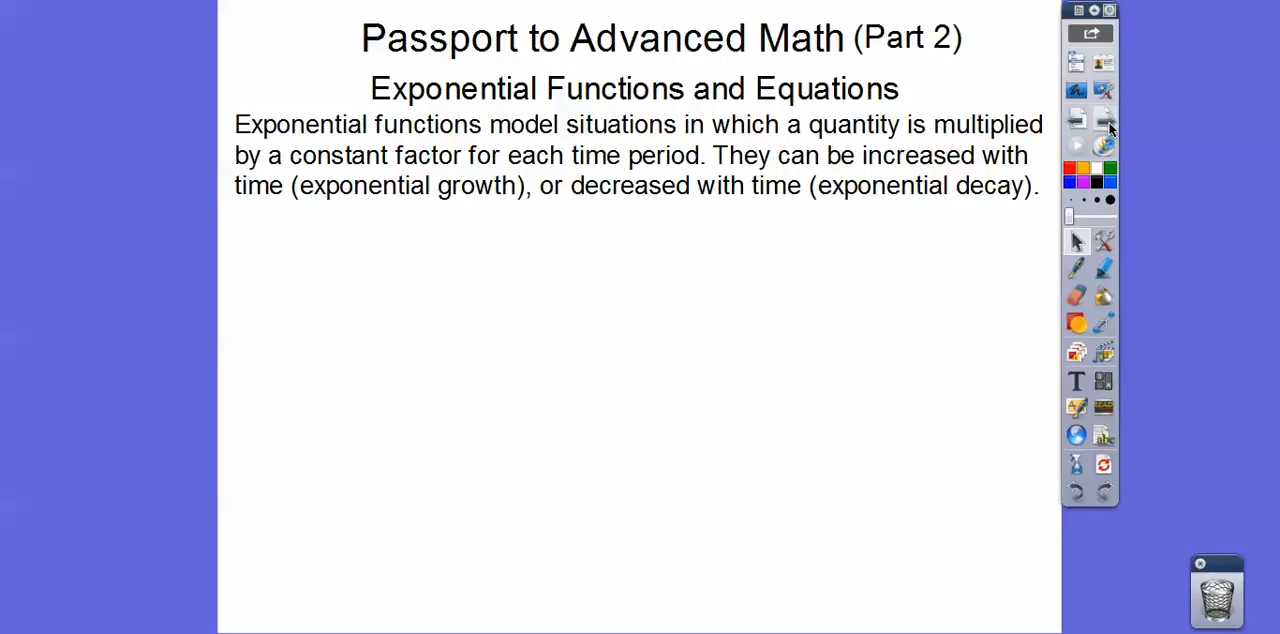 Passport to Advanced Math (Part 2)
Exponential Functions and Equations
Exponential functions model situations in which a quantity is multiplied
by a constant factor for each time period. They can be increased with
time (exponential growth), or decreased with time (exponential decay).
T
abc